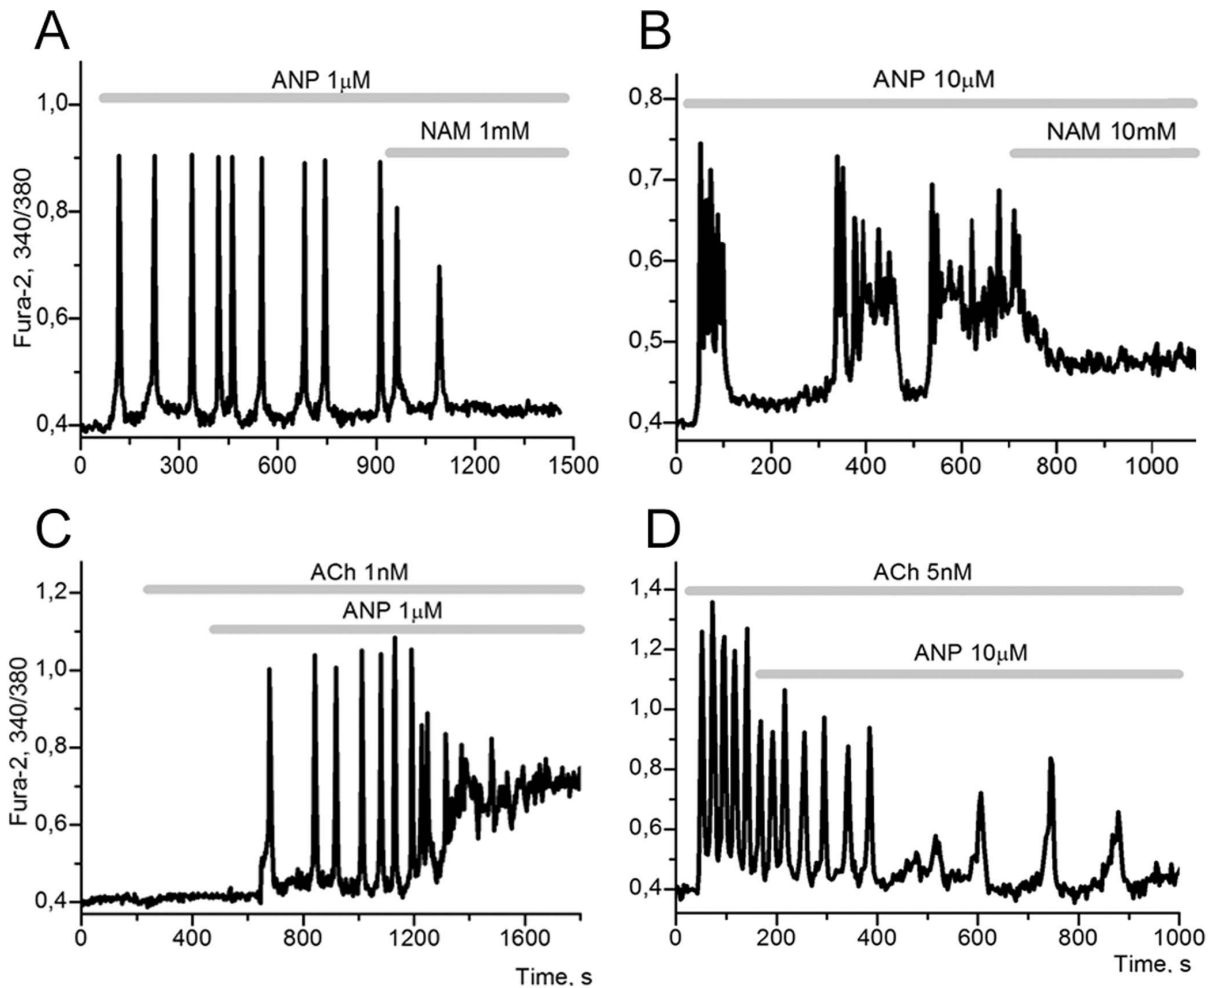 A
ANP 1μM
NAM 1mM
Fura-2, 340/380
1,0
0,8
0,6
0,4
0 300 600 900 1200 1500
B
ANP 10μM
NAM 10mM
0,8
0,7
0,6
0,5
0,4
0 200 400 600 800 1000
C
ACh 1nM
ANP 1μM
Fura-2, 340/380
1,2
1,0
0,8
0,6
0,4
0 400 800 1200 1600
Time, s
D
ACh 5nM
ANP 10μM
1,4
1,2
1,0
0,8
0,6
0,4
0 200 400 600 800 1000
Time, s